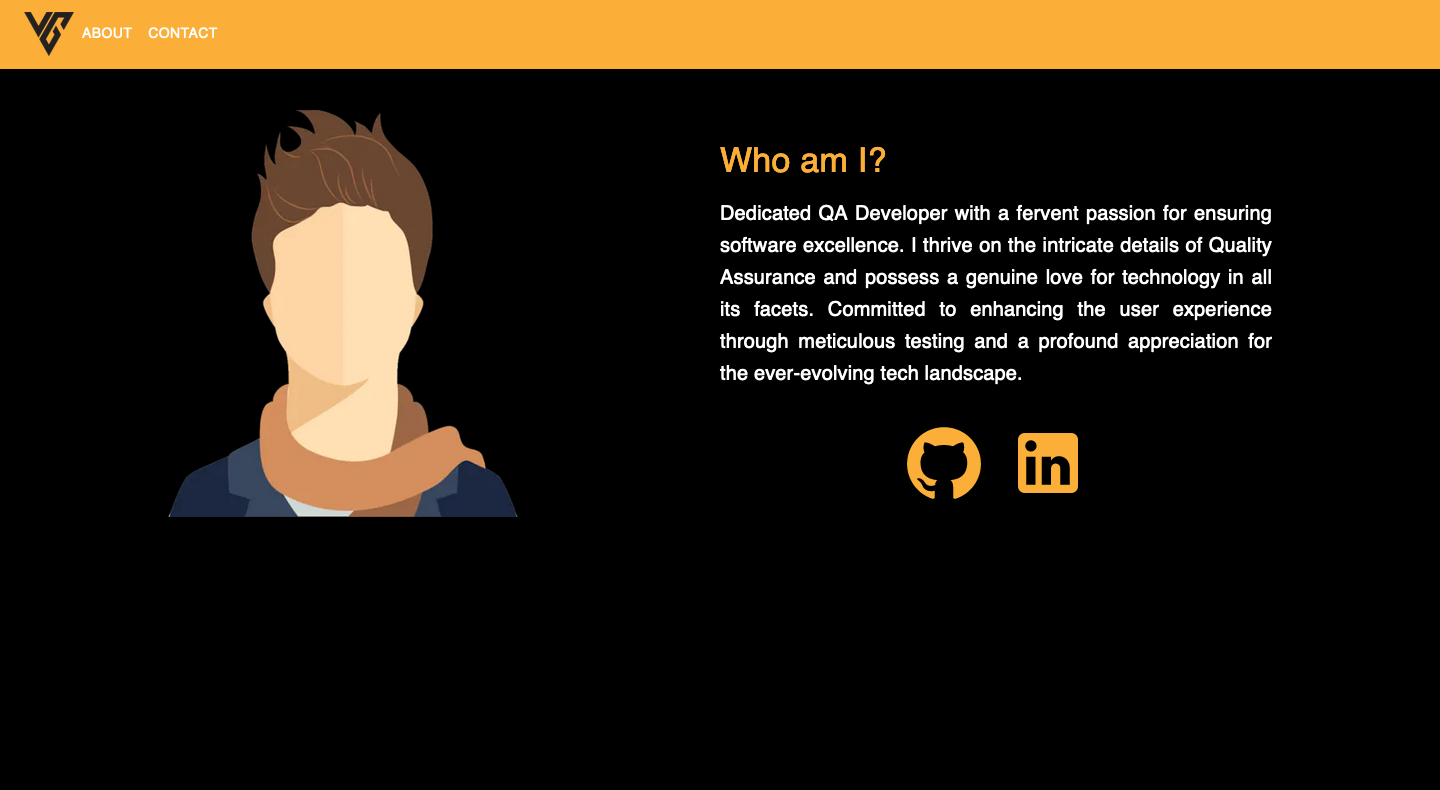 ABOUT CONTACT
Who am I?
Dedicated QA Developer with a fervent passion for ensuring
software excellence. I thrive on the intricate details of Quality
Assurance and possess a genuine love for technology in all
its facets. Committed to enhancing the user experience
through meticulous testing and a profound appreciation for
the ever-evolving tech landscape.
in